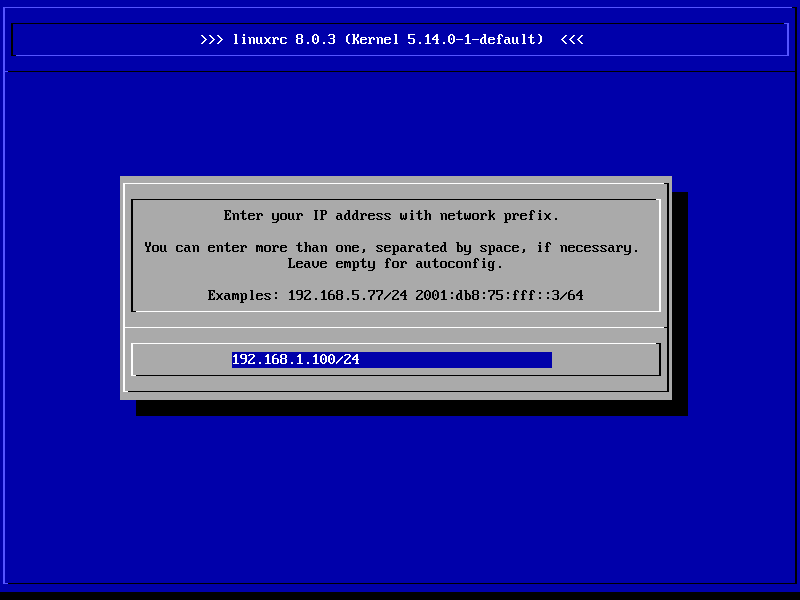 >>> linuxrc 8.0.3 (Kernel 5.14.0-1-default)  <<<
Enter your IP address with network prefix.
You can enter more than one, separated by space, if necessary.
Leave empty for autoconfig.
Examples: 192.168.5.77/24 2001:db8:75:fff::3/64
192.168.1.100/24